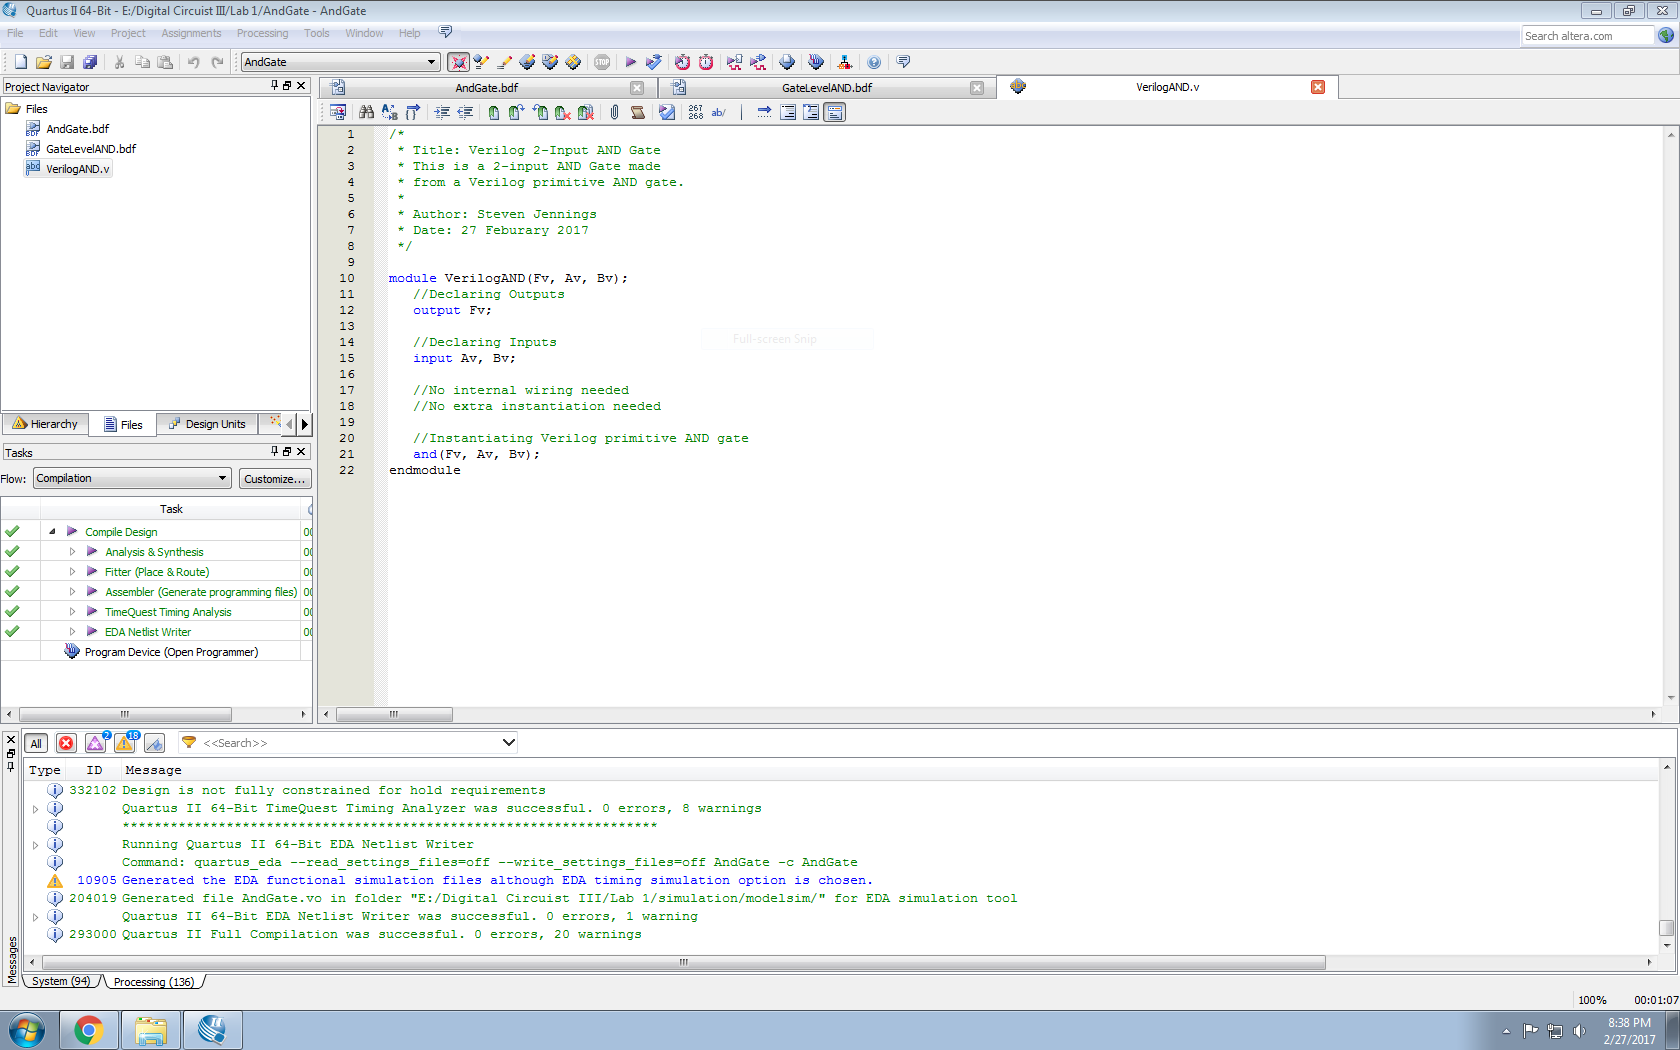 Quartus II 64-Bit - E:/Digital Circuist III/Lab 1/AndGate - AndGate
File Edit View Project Assignments Processing Tools Window Help
Search altera.com
AndGate
Project Navigator
Files
AndGate.bdf
GateLevelAND.bdf
VerilogAND.v
Hierarchy Files Design Units
Tasks
Flow: Compilation Customize...
Task
Compile Design 00
Analysis & Synthesis 00
Fitter (Place & Route) 00
Assembler (Generate programming files) 00
TimeQuest Timing Analysis 00
EDA Netlist Writer 00
Program Device (Open Programmer)
AndGate.bdf GateLevelAND.bdf VerilogAND.v
267
268 ab/
1 /*
2 * Title: Verilog 2-Input AND Gate
3 * This is a 2-input AND Gate made
4 * from a Verilog primitive AND gate.
5 *
6 * Author: Steven Jennings
7 * Date: 27 Feburary 2017
8 */
9
10 module VerilogAND(Fv, Av, Bv);
11 //Declaring Outputs
12 output Fv;
13
14 //Declaring Inputs
15 input Av, Bv;
16
17 //No internal wiring needed
18 //No extra instantiation needed
19
20 //Instantiating Verilog primitive AND gate
21 and(Fv, Av, Bv);
22 endmodule
Full-screen Snip
All 2 18 <<Search>>
Type ID Message
332102 Design is not fully constrained for hold requirements
Quartus II 64-Bit TimeQuest Timing Analyzer was successful. 0 errors, 8 warnings
*******************************************************************
Running Quartus II 64-Bit EDA Netlist Writer
Command: quartus_eda --read_settings_files=off --write_settings_files=off AndGate -c AndGate
10905 Generated the EDA functional simulation files although EDA timing simulation option is chosen.
204019 Generated file AndGate.vo in folder "E:/Digital Circuist III/Lab 1/simulation/modelsim/" for EDA simulation tool
Quartus II 64-Bit EDA Netlist Writer was successful. 0 errors, 1 warning
293000 Quartus II Full Compilation was successful. 0 errors, 20 warnings
Messages
System (94) Processing (136)
100% 00:01:07
8:38 PM
2/27/2017